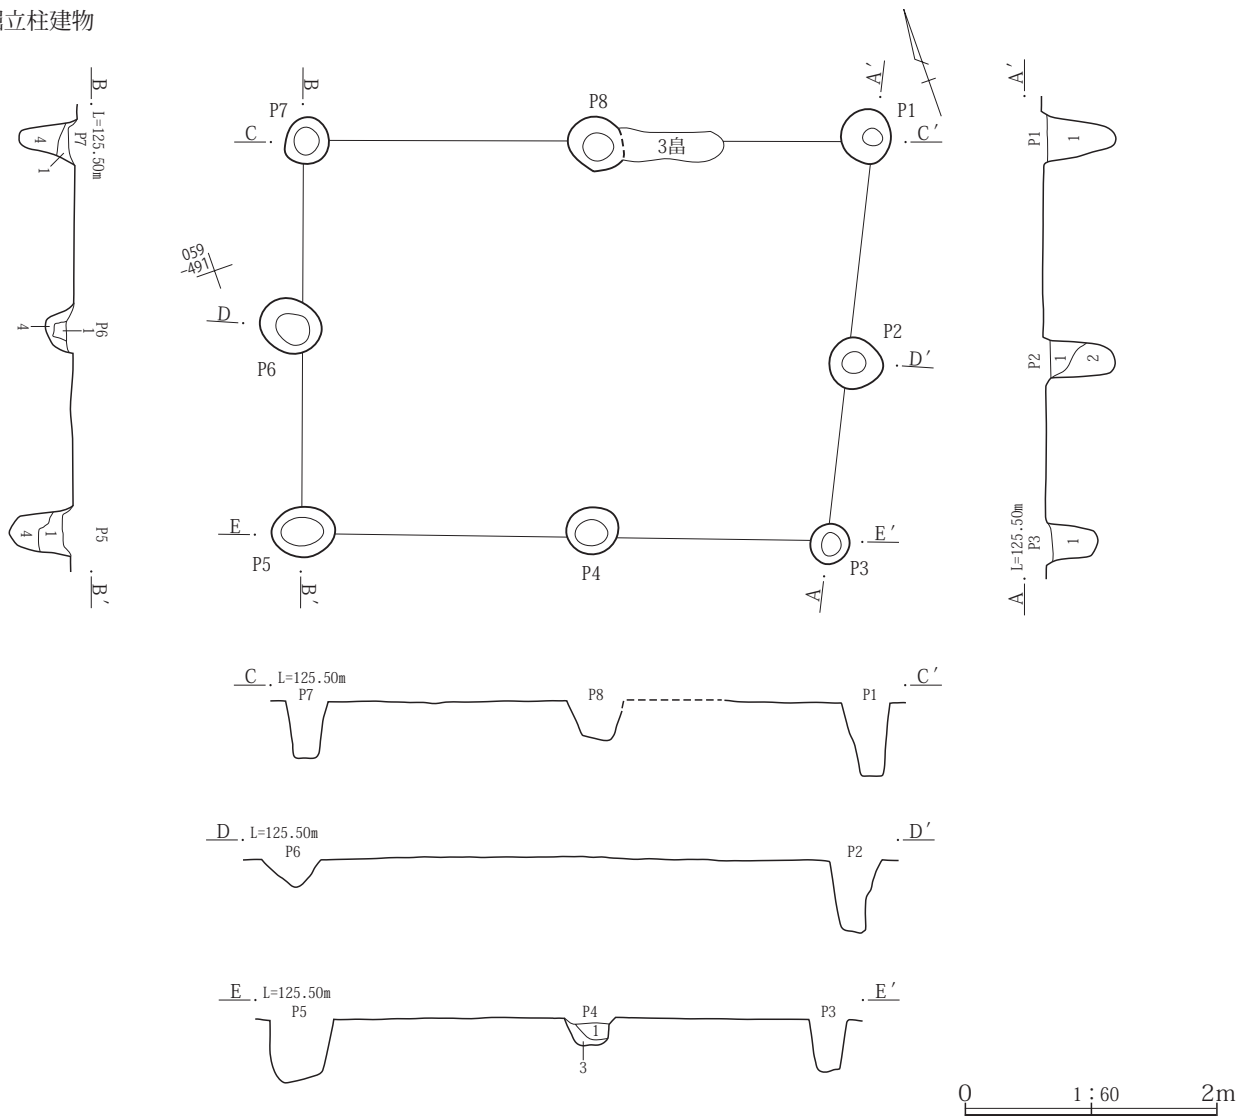 立柱建物
B
L=125.50m
P7
4
1
4
1
P6
4
1
P5
B′
B
P7
C
P8
3畠
A′
P1
C′
059
-491
D
P6
P2
D′
E
P5
B′
P4
E′
P3
A
A′
P1
1
P2
1
2
L=125.50m
P3
1
A
C
L=125.50m
P7
P8
P1
C′
D
L=125.50m
P6
P2
D′
E
L=125.50m
P5
P4
1
3
P3
E′
0
1:60
2m